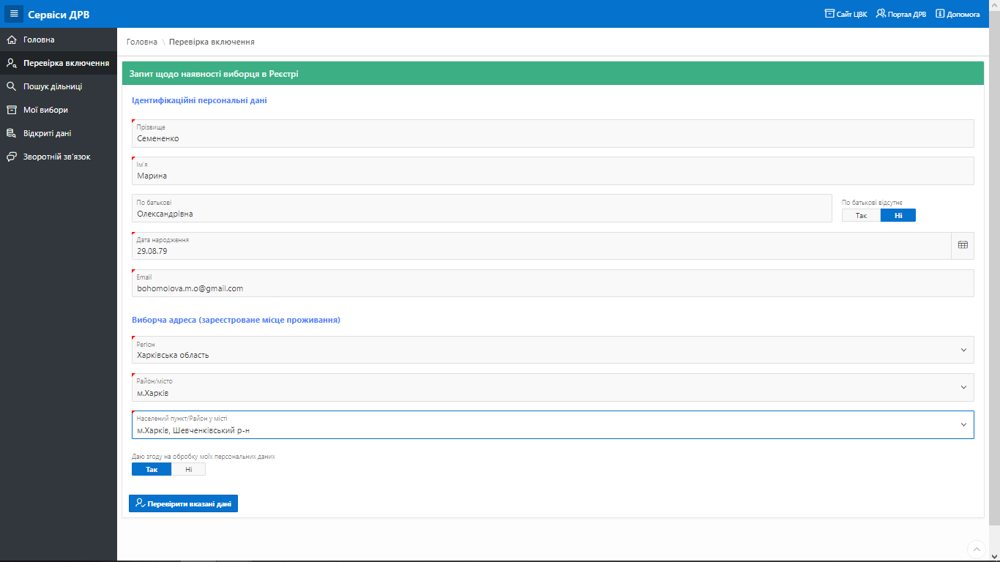 Сервіси ДРВ
Сайт ЦВК
Портал ДРВ
Допомога
Головна
Перевірка включення
Пошук дільниці
Мої вибори
Відкриті дані
Зворотній зв'язок
Головна \ Перевірка включення
Запит щодо наявності виборця в Реєстрі
Ідентифікаційні персональні дані
Прізвище
Семененко
Ім'я
Марина
По батькові
Олександрівна
По батькові відсутнє
Так Ні
Дата народження
29.08.79
Email
bohomolova.m.o@gmail.com
Виборча адреса (зареєстроване місце проживання)
Регіон
Харківська область
Район/місто
м.Харків
Населений пункт/Район у місті
м.Харків, Шевченківський р-н
Даю згоду на обробку моїх персональних даних
Так Ні
Перевірити вказані дані